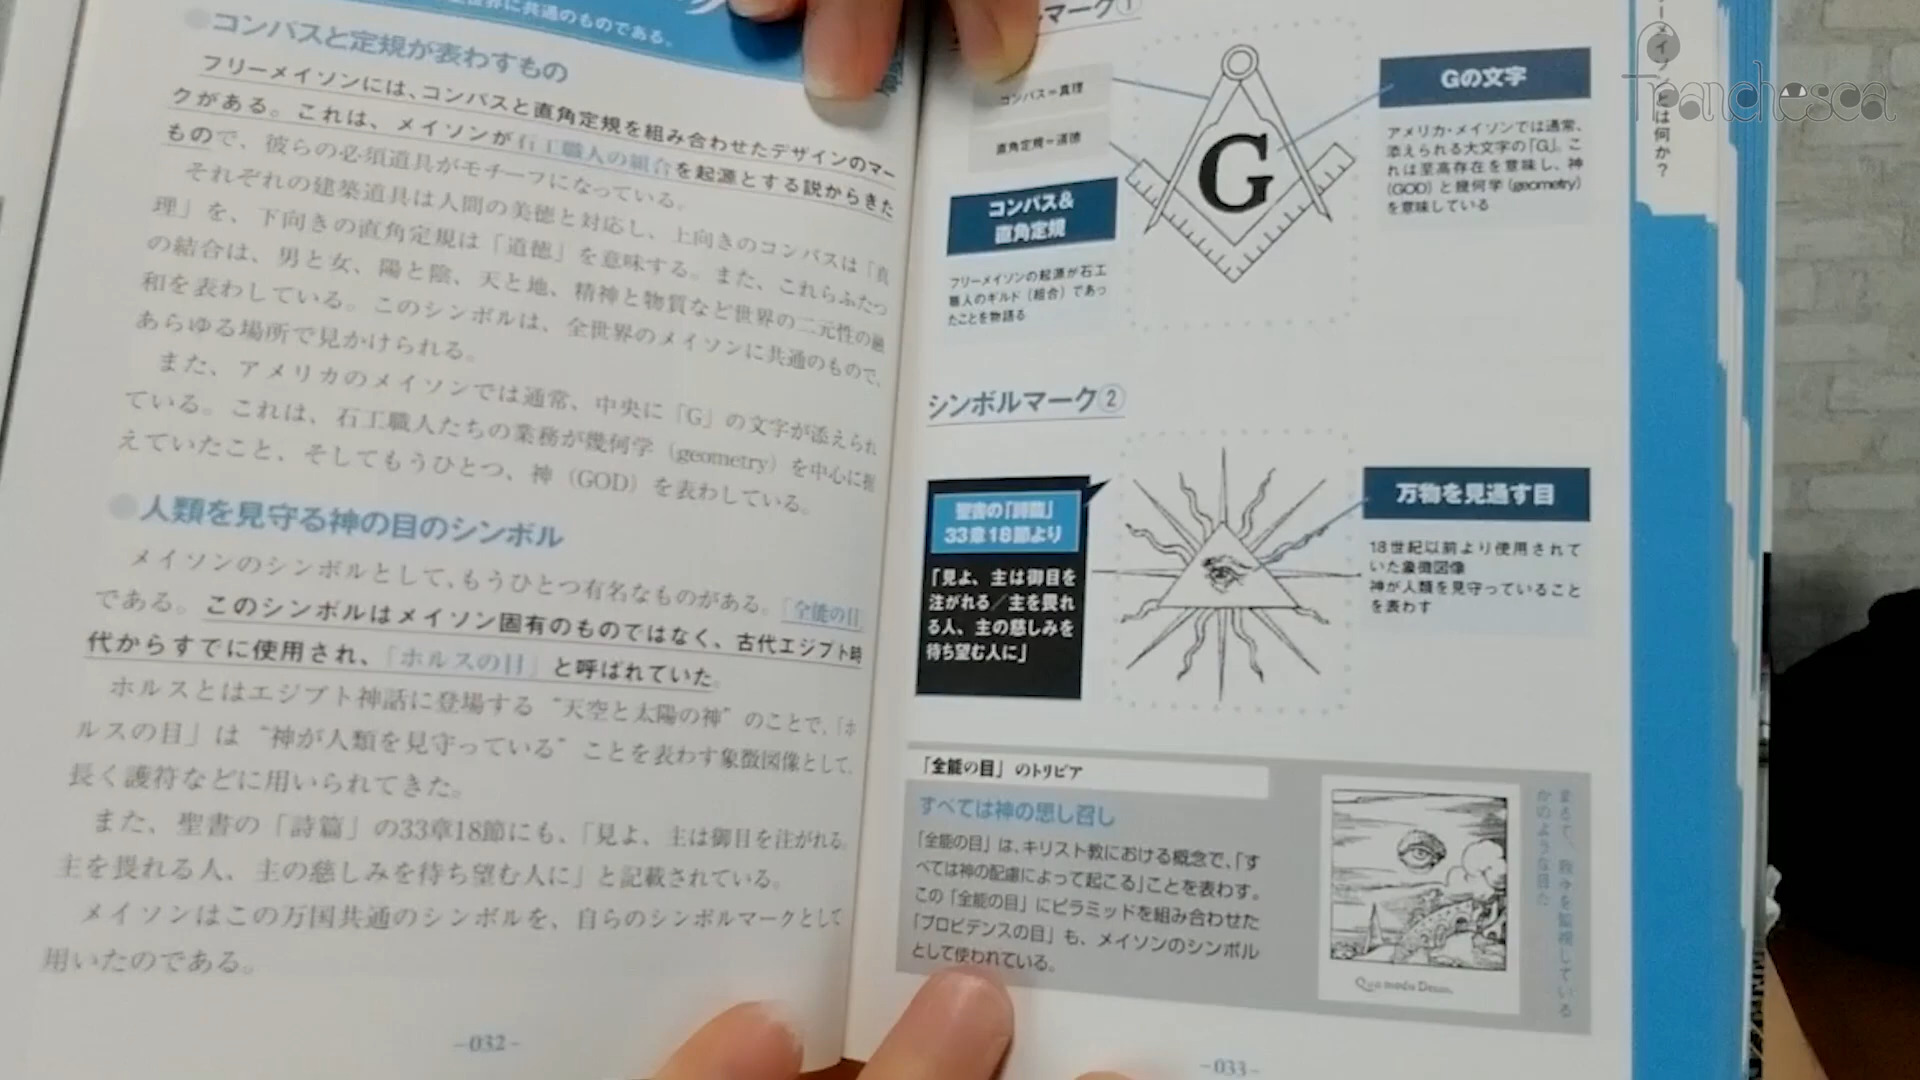 世界に共通のものである。
コンパスと定規が表わすもの
フリーメイソンには、コンパスと直角定規を組み合わせたデザインのマー
クがある。これは、メイソンが石工職人の組合を起源とする説からきた
もので、彼らの必須道具がモチーフになっている。
それぞれの建築道具は人間の美徳と対応し、上向きのコンパスは「真
理」を、下向きの直角定規は「道徳」を意味する。また、これらふたつ
の結合は、男と女、陽と陰、天と地、精神と物質など世界の二元性の融
和を表わしている。このシンボルは、全世界のメイソンに共通のもので、
あらゆる場所で見かけられる。
また、アメリカのメイソンでは通常、中央に「G」の文字が添えられ
ている。これは、石工職人たちの業務が幾何学（geometry）を中心に据
えていたこと、そしてもうひとつ、神（GOD）を表わしている。
人類を見守る神の目のシンボル
メイソンのシンボルとして、もうひとつ有名なものがある。「全能の目」
である。このシンボルはメイソン固有のものではなく、古代エジプト時
代からすでに使用され、「ホルスの目」と呼ばれていた。
ホルスとはエジプト神話に登場する“天空と太陽の神”のことで、「ホ
ルスの目」は“神が人類を見守っている”ことを表わす象徴図像として、
長く護符などに用いられてきた。
また、聖書の「詩篇」の33章18節にも、「見よ、主は御目を注がれる
主を畏れる人、主の慈しみを待ち望む人に」と記載されている。
メイソンはこの万国共通のシンボルを、自らのシンボルマークとして
用いたのである。
-032-
ルマーク①
コンパス=真理
直角定規=道徳
コンパス&
直角定規
フリーメイソンの起源が石工
職人のギルド（組合）であっ
たことを物語る
G
Gの文字
アメリカ・メイソンでは通常、
添えられる大文字の「G」。こ
れは至高存在を意味し、神
（GOD）と幾何学（geometry）
を意味している
シンボルマーク②
聖書の「詩篇」
33章18節より
「見よ、主は御目を
注がれる／主を畏れ
る人、主の慈しみを
待ち望む人に」
万物を見通す目
18世紀以前より使用されて
いた象徴図像
神が人類を見守っていること
を表わす
「全能の目」のトリビア
すべては神の思し召し
「全能の目」は、キリスト教における概念で、「す
べては神の配慮によって起こる」ことを表わす。
この「全能の目」にピラミッドを組み合わせた
「プロビデンスの目」も、メイソンのシンボル
として使われている。
Quo modo Deum.
まるで、我々を監視している
かのような目だ
-033-
ーメイソンとは何か？
franchesca